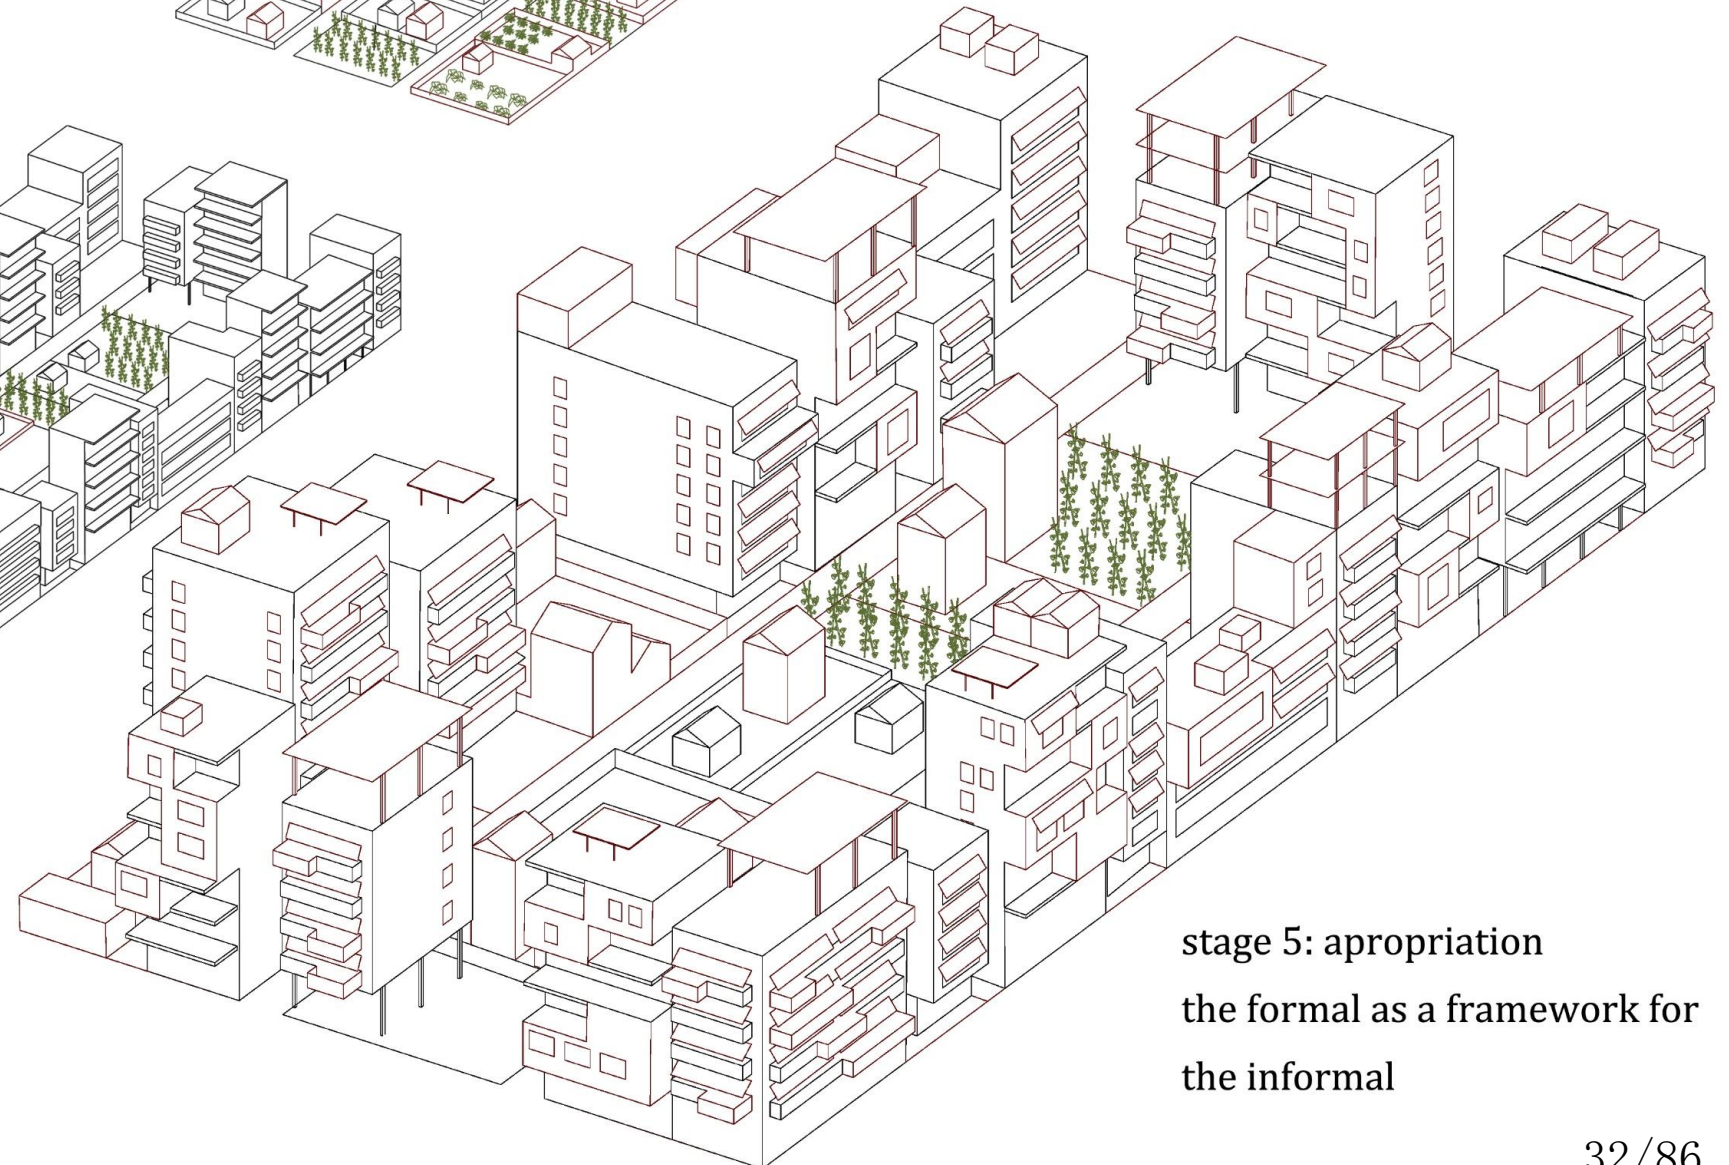 stage 5: apropriation
the formal as a framework for
the informal
32/86